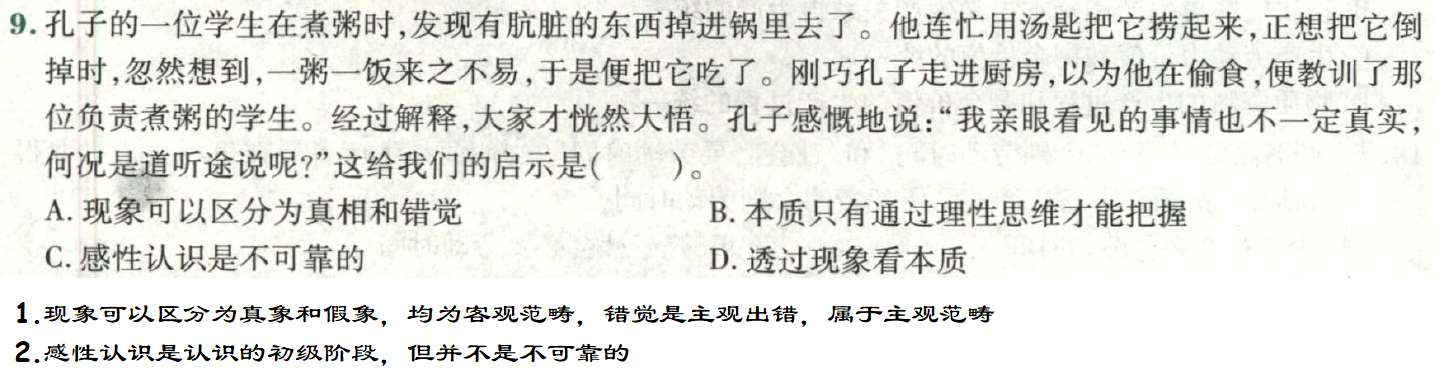 9.孔子的一位学生在煮粥时,发现有肮脏的东西掉进锅里去了。他连忙用汤匙把它捞起来,正想把它倒
掉时,忽然想到,一粥一饭来之不易,于是便把它吃了。刚巧孔子走进厨房,以为他在偷食,便教训了那
位负责煮粥的学生。经过解释,大家才恍然大悟。孔子感慨地说:“我亲眼看见的事情也不一定真实,
何况是道听途说呢?”这给我们的启示是(　　)。
A. 现象可以区分为真相和错觉
B. 本质只有通过理性思维才能把握
C. 感性认识是不可靠的
D. 透过现象看本质
1.现象可以区分为真象和假象，均为客观范畴，错觉是主观出错，属于主观范畴
2.感性认识是认识的初级阶段，但并不是不可靠的